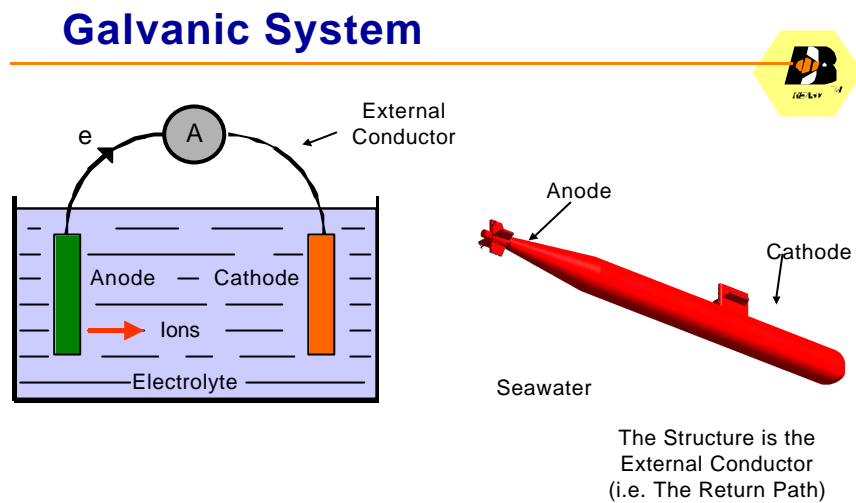 Galvanic System
External
Conductor
e
A
Anode
Cathode
Ions
Electrolyte
Anode
Cathode
Seawater
The Structure is the
External Conductor
(i.e. The Return Path)